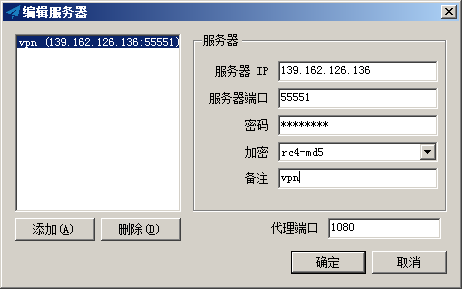 编辑服务器
vpn (139.162.126.136:55551)
服务器
服务器 IP 139.162.126.136
服务器端口 55551
密码 ********
加密 rc4-md5
备注 vpn
添加(A) 删除(D)
代理端口 1080
确定 取消